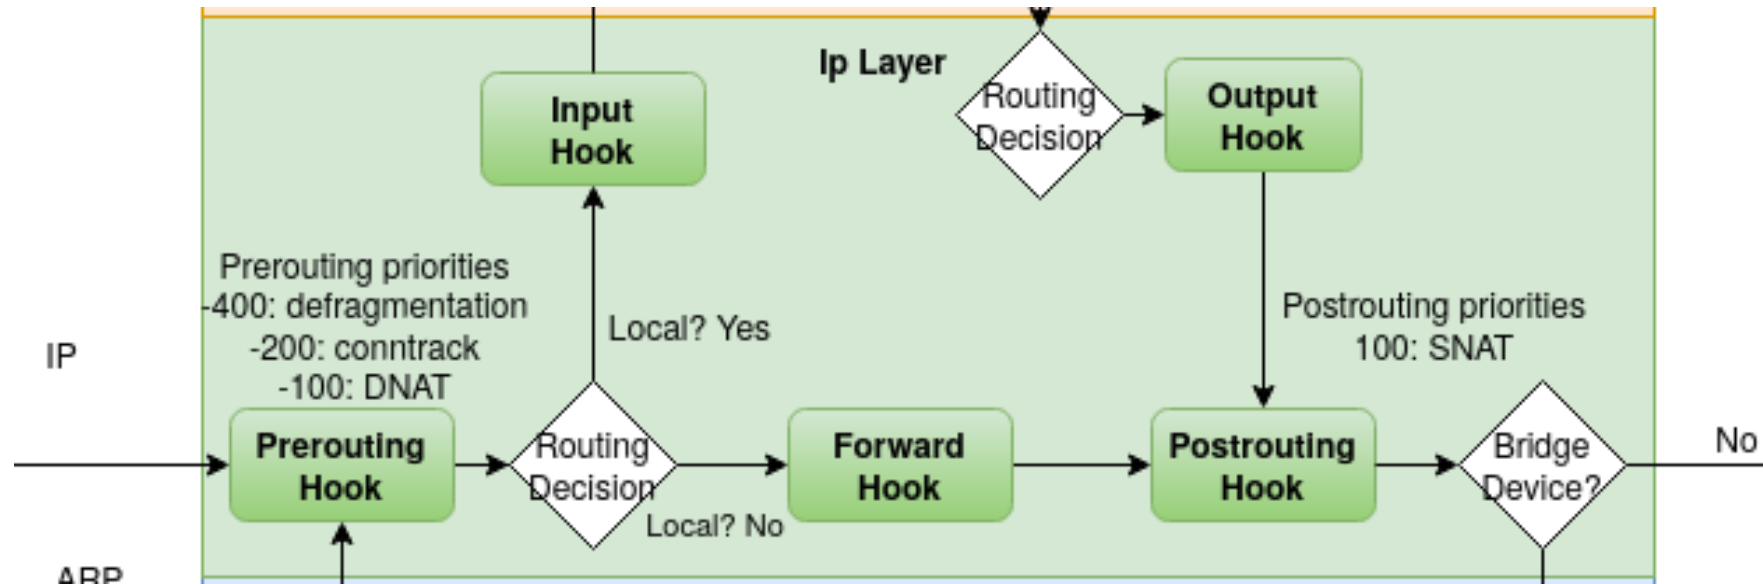 Ip Layer
Input
Hook
Routing
Decision
Output
Hook
Prerouting priorities
-400: defragmentation
-200: conntrack
-100: DNAT
Local? Yes
Postrouting priorities
100: SNAT
IP
Prerouting
Hook
Routing
Decision
Local? No
Forward
Hook
Postrouting
Hook
Bridge
Device?
No
ARP